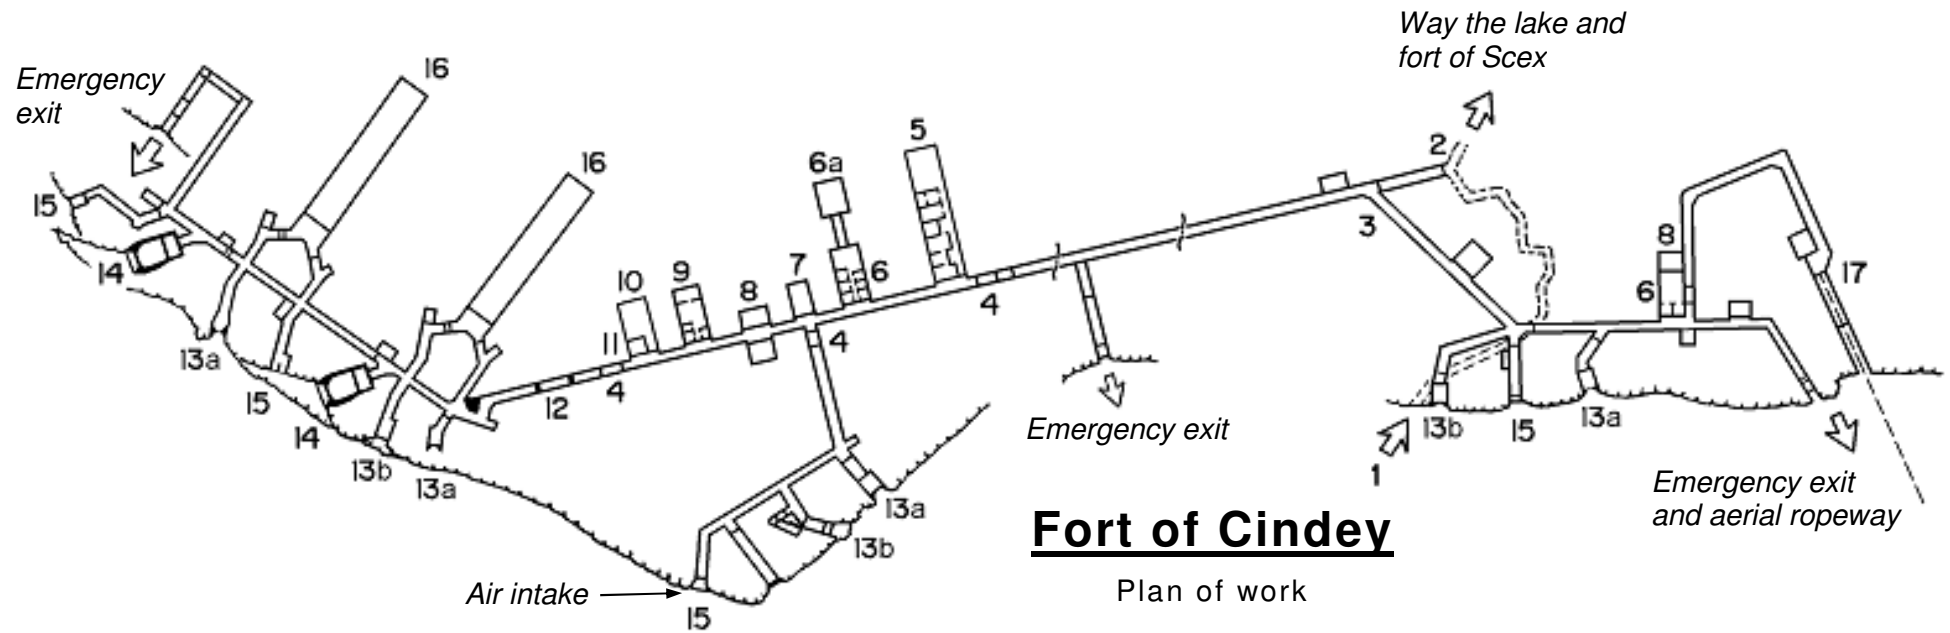 Way the lake and
fort of Scex
Emergency
exit
16
16
5
6a
2
15
14
3
8
17
10
9
8
7
6
6
11
4
4
13a
12
4
15
14
13b
13a
Emergency exit
1
13b
15
13a
13a
13b
Emergency exit
and aerial ropeway
Fort of Cindey
Plan of work
Air intake
15